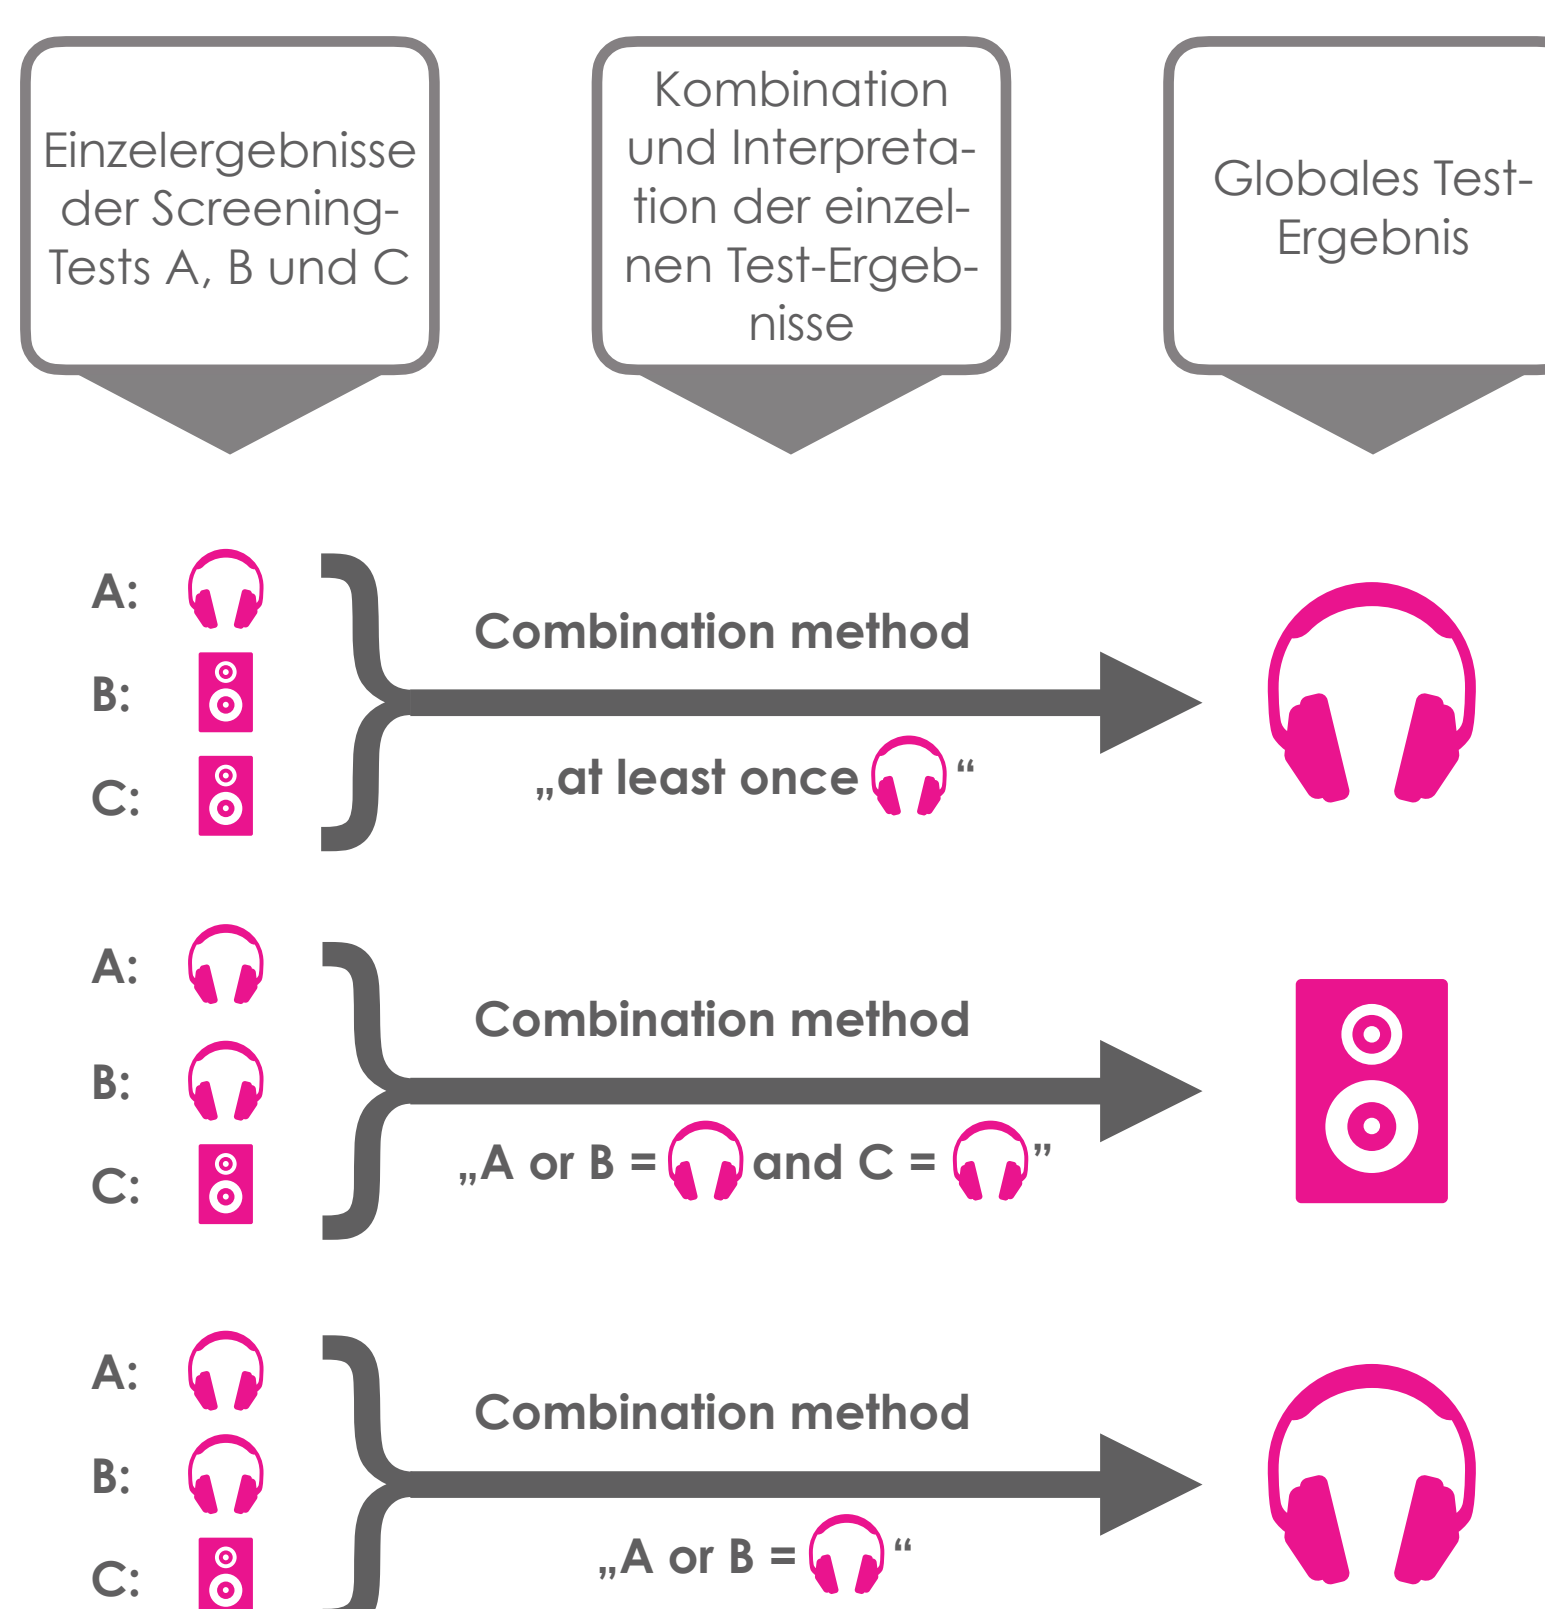 Einzelergebnisse
der Screening-
Tests A, B und C
Kombination
und Interpreta-
tion der einzel-
nen Test-Ergeb-
nisse
Globales Test-
Ergebnis
A:
B:
C:
Combination method
„at least once “
A:
B:
C:
Combination method
„A or B = and C = ”
A:
B:
C:
Combination method
„A or B = “